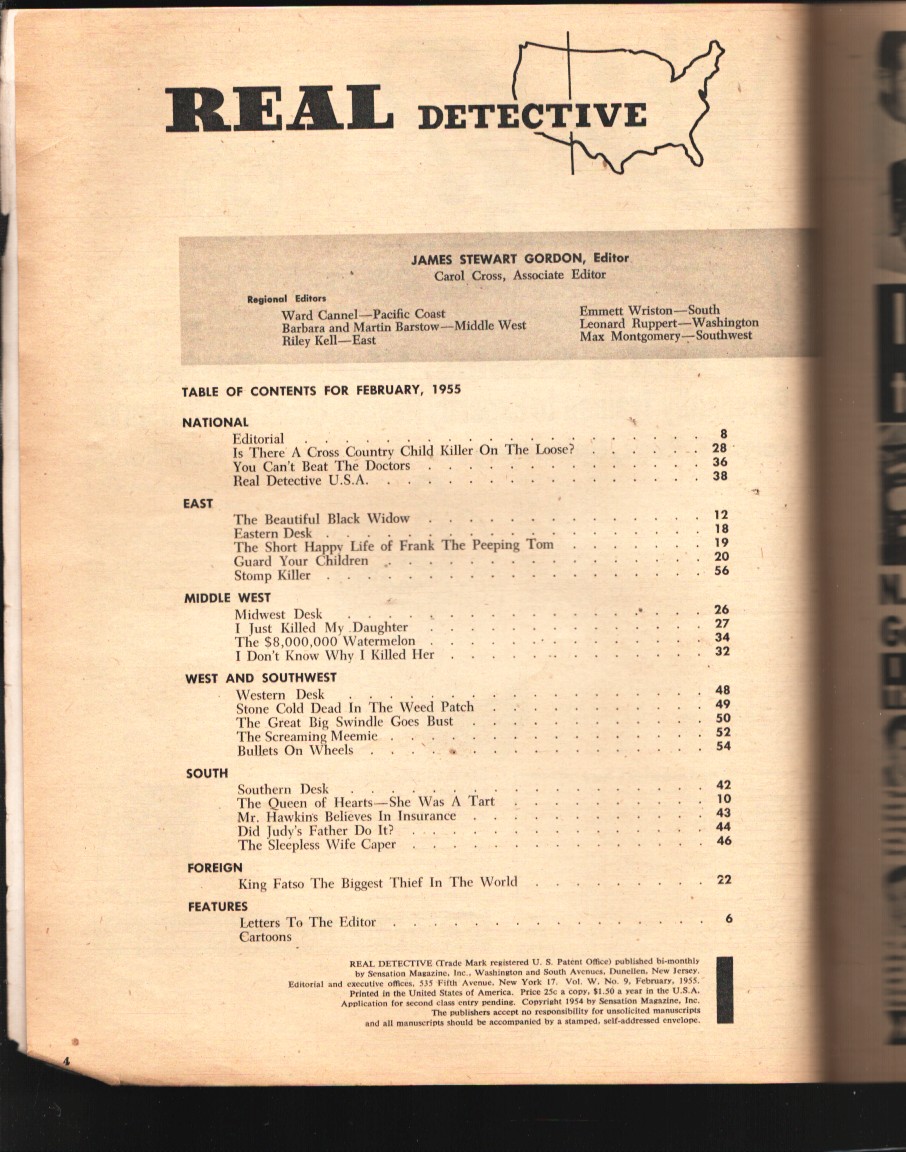 REAL DETECTIVE
JAMES STEWART GORDON, Editor
Carol Cross, Associate Editor
Regional Editors
Ward Cannel—Pacific Coast
Barbara and Martin Barstow—Middle West
Riley Kell—East
Emmett Wriston—South
Leonard Ruppert—Washington
Max Montgomery—Southwest
TABLE OF CONTENTS FOR FEBRUARY, 1955
NATIONAL
Editorial . . . . . . . . . . . . . . . . 8
Is There A Cross Country Child Killer On The Loose? . . . . . . 28
You Can't Beat The Doctors . . . . . . . . . . . . . 36
Real Detective U.S.A. . . . . . . . . . . . . . . 38
EAST
The Beautiful Black Widow . . . . . . . . . . . . . 12
Eastern Desk . . . . . . . . . . . . . . . . 18
The Short Happy Life of Frank The Peeping Tom . . . . . . . 19
Guard Your Children . . . . . . . . . . . . . . 20
Stomp Killer . . . . . . . . . . . . . . . . 56
MIDDLE WEST
Midwest Desk . . . . . . . . . . . . . . . 26
I Just Killed My Daughter . . . . . . . . . . . . . 27
The $8,000,000 Watermelon . . . . . . . . . . . . . 34
I Don't Know Why I Killed Her . . . . . . . . . . . . 32
WEST AND SOUTHWEST
Western Desk . . . . . . . . . . . . . . . 48
Stone Cold Dead In The Weed Patch . . . . . . . . . . 49
The Great Big Swindle Goes Bust . . . . . . . . . . . 50
The Screaming Meemie . . . . . . . . . . . . . . 52
Bullets On Wheels . . . . . . . . . . . . . . 54
SOUTH
Southern Desk . . . . . . . . . . . . . . . 42
The Queen of Hearts—She Was A Tart . . . . . . . . . 10
Mr. Hawkins Believes In Insurance . . . . . . . . . . . 43
Did Judy's Father Do It? . . . . . . . . . . . . . 44
The Sleepless Wife Caper . . . . . . . . . . . . . 46
FOREIGN
King Fatso The Biggest Thief In The World . . . . . . . . 22
FEATURES
Letters To The Editor . . . . . . . . . . . . . 6
Cartoons
REAL DETECTIVE (Trade Mark registered U. S. Patent Office) published bi-monthly
by Sensation Magazine, Inc., Washington and South Avenues, Dunellen, New Jersey.
Editorial and executive offices, 535 Fifth Avenue, New York 17. Vol. W, No. 9, February, 1955.
Printed in the United States of America. Price 25c a copy, $1.50 a year in the U.S.A.
Application for second class entry pending. Copyright 1954 by Sensation Magazine, Inc.
The publishers accept no responsibility for unsolicited manuscripts
and all manuscripts should be accompanied by a stamped, self-addressed envelope.
4